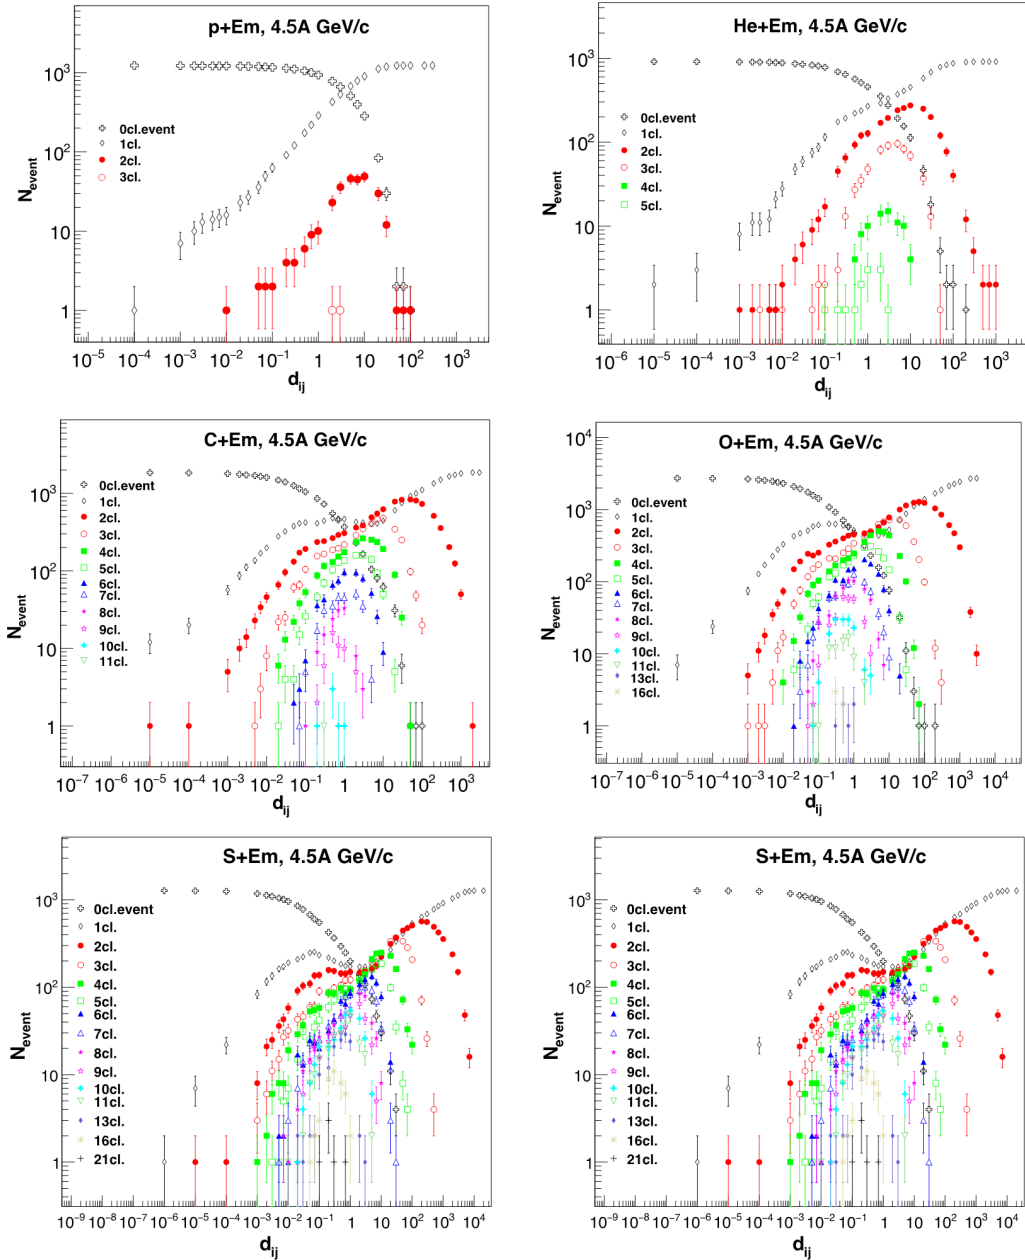 p+Em, 4.5A GeV/c
N_event
10³
10²
10
1
0cl.event
1cl.
2cl.
3cl.
10⁻⁵ 10⁻⁴ 10⁻³ 10⁻² 10⁻¹ 1 10 10² 10³
d_ij
He+Em, 4.5A GeV/c
N_event
10³
10²
10
1
0cl.event
1cl.
2cl.
3cl.
4cl.
5cl.
10⁻⁶ 10⁻⁵ 10⁻⁴ 10⁻³ 10⁻² 10⁻¹ 1 10 10² 10³
d_ij
C+Em, 4.5A GeV/c
N_event
10³
10²
10
1
0cl.event
1cl.
2cl.
3cl.
4cl.
5cl.
6cl.
7cl.
8cl.
9cl.
10cl.
11cl.
10⁻⁷ 10⁻⁶ 10⁻⁵ 10⁻⁴ 10⁻³ 10⁻² 10⁻¹ 1 10 10² 10³
d_ij
O+Em, 4.5A GeV/c
N_event
10⁴
10³
10²
10
1
0cl.event
1cl.
2cl.
3cl.
4cl.
5cl.
6cl.
7cl.
8cl.
9cl.
10cl.
11cl.
13cl.
16cl.
10⁻⁷ 10⁻⁶ 10⁻⁵ 10⁻⁴ 10⁻³ 10⁻² 10⁻¹ 1 10 10² 10³ 10⁴
d_ij
S+Em, 4.5A GeV/c
N_event
10³
10²
10
1
0cl.event
1cl.
2cl.
3cl.
4cl.
5cl.
6cl.
7cl.
8cl.
9cl.
10cl.
11cl.
13cl.
16cl.
21cl.
10⁻⁹ 10⁻⁸ 10⁻⁷ 10⁻⁶ 10⁻⁵ 10⁻⁴ 10⁻³ 10⁻² 10⁻¹ 1 10 10² 10³ 10⁴
d_ij
S+Em, 4.5A GeV/c
N_event
10³
10²
10
1
0cl.event
1cl.
2cl.
3cl.
4cl.
5cl.
6cl.
7cl.
8cl.
9cl.
10cl.
11cl.
13cl.
16cl.
21cl.
10⁻⁹ 10⁻⁸ 10⁻⁷ 10⁻⁶ 10⁻⁵ 10⁻⁴ 10⁻³ 10⁻² 10⁻¹ 1 10 10² 10³ 10⁴
d_ij